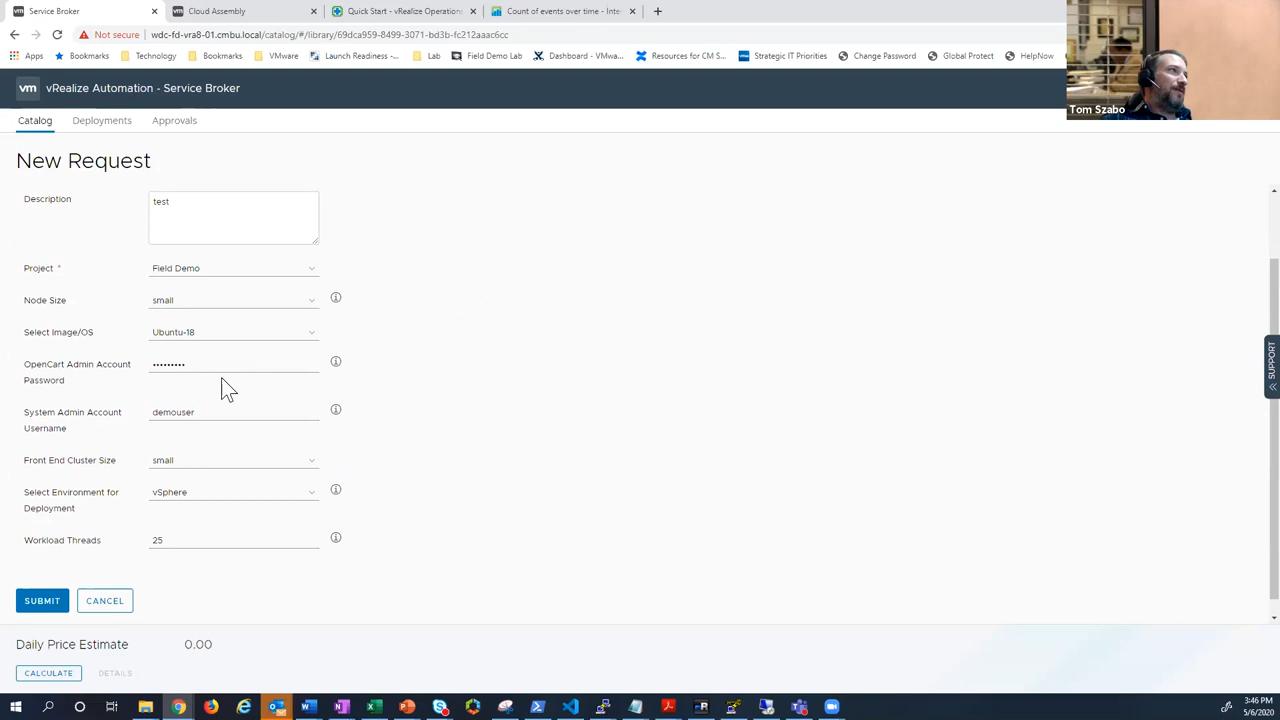 Service Broker
Cloud Assembly
Quick Start - vRealize Operation
Count of events over time - Inte
Not secure
wdc-fd-vra8-01.cmbu.local/catalog/#/library/69dca959-8499-3071-
Apps
Bookmarks
Technology
Bookmarks
VMware
Launch Readiness -...
Field Demo Lab
Dashboard - VMwa...
Resources for CM S...
Strategic IT Priorities
Change Password
Global Protect
HelpNow
vm
vRealize Automation - Service Broker
Tom Szabo
Catalog
Deployments
Approvals
New Request
Description
test
Project *
Field Demo
Node Size
small
Select Image/OS
Ubuntu-18
OpenCart Admin Account
Password
•••••••••
System Admin Account
Username
demouser
Front End Cluster Size
small
Select Environment for
Deployment
vSphere
Workload Threads
25
SUPPORT
SUBMIT
CANCEL
Daily Price Estimate
0.00
CALCULATE
DETAILS
3:46 PM
5/6/2020